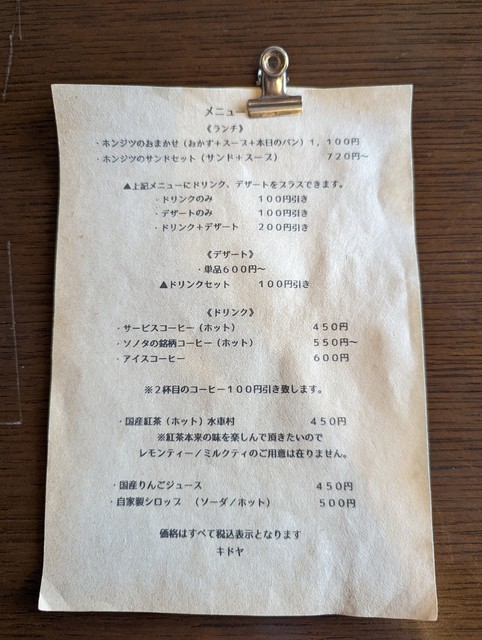 メニュー
《ランチ》
・ホンジツのおまかせ（おかず＋スープ＋本日のパン）１，１００円
・ホンジツのサンドセット（サンド＋スープ） ７２０円～
▲上記メニューにドリンク、デザートをプラスできます。
・ドリンクのみ １００円引き
・デザートのみ １００円引き
・ドリンク＋デザート ２００円引き
《デザート》
・単品６００円～
▲ドリンクセット １００円引き
《ドリンク》
・サービスコーヒー（ホット） ４５０円
・ソノタの銘柄コーヒー（ホット） ５５０円～
・アイスコーヒー ６００円
※２杯目のコーヒー１００円引き致します。
・国産紅茶（ホット）水車村 ４５０円
※紅茶本来の味を楽しんで頂きたいので
レモンティー／ミルクティのご用意は在りません。
・国産りんごジュース ４５０円
・自家製シロップ （ソーダ／ホット） ５００円
価格はすべて税込表示となります
キドヤ